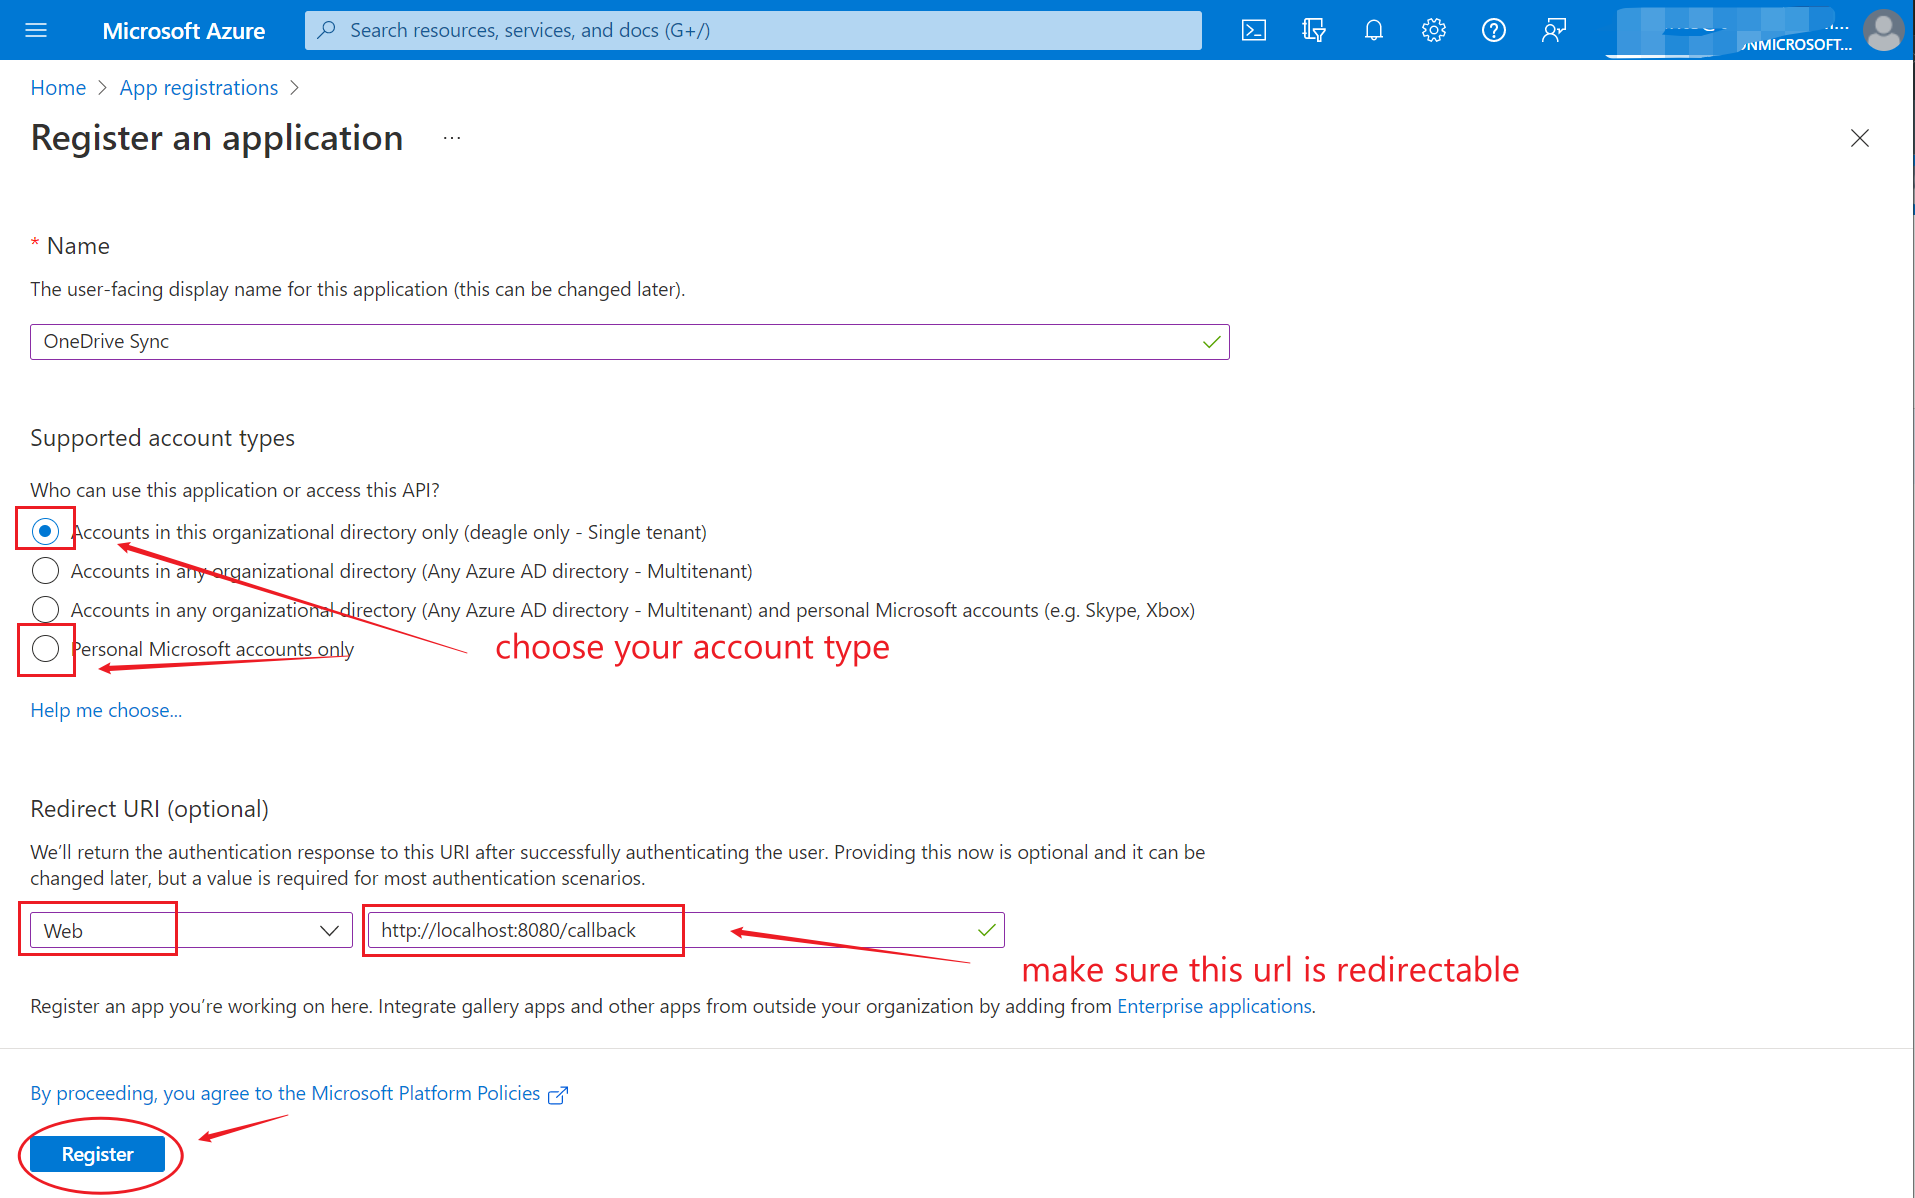 Microsoft Azure
Search resources, services, and docs (G+/)
ONMICROSOFT...
Home > App registrations >
Register an application ...
* Name
The user-facing display name for this application (this can be changed later).
OneDrive Sync
Supported account types
Who can use this application or access this API?
Accounts in this organizational directory only (deagle only - Single tenant)
Accounts in any organizational directory (Any Azure AD directory - Multitenant)
Accounts in any organizational directory (Any Azure AD directory - Multitenant) and personal Microsoft accounts (e.g. Skype, Xbox)
Personal Microsoft accounts only
choose your account type
Help me choose...
Redirect URI (optional)
We'll return the authentication response to this URI after successfully authenticating the user. Providing this now is optional and it can be
changed later, but a value is required for most authentication scenarios.
Web
http://localhost:8080/callback
make sure this url is redirectable
Register an app you're working on here. Integrate gallery apps and other apps from outside your organization by adding from Enterprise applications.
By proceeding, you agree to the Microsoft Platform Policies
Register